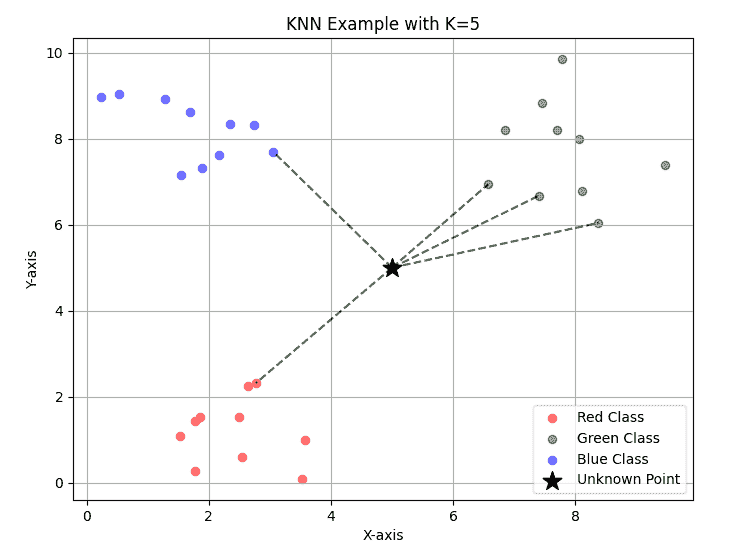 KNN Example with K=5
10
8
6
4
2
0
Y-axis
0 2 4 6 8
X-axis
Red Class
Green Class
Blue Class
Unknown Point